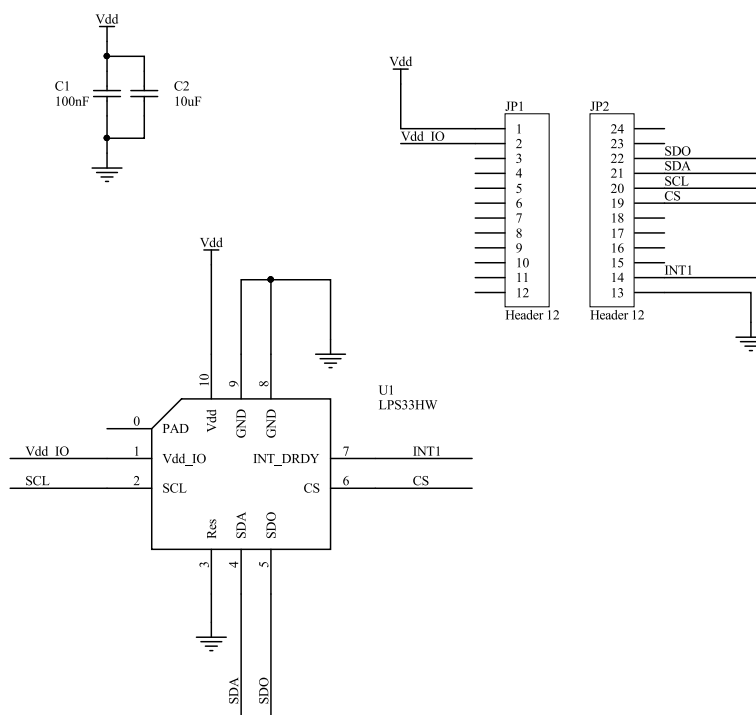 Vdd
C1
100nF
C2
10uF
Vdd
Vdd_IO
JP1
1
2
3
4
5
6
7
8
9
10
11
12
Header 12
JP2
24
23
22
21
20
19
18
17
16
15
14
13
Header 12
SDO
SDA
SCL
CS
INT1
Vdd
10
9
8
U1
LPS33HW
0
PAD
Vdd
GND
GND
Vdd_IO
1
Vdd_IO
INT_DRDY
7
INT1
SCL
2
SCL
CS
6
CS
Res
SDA
SDO
3
4
5
SDA
SDO